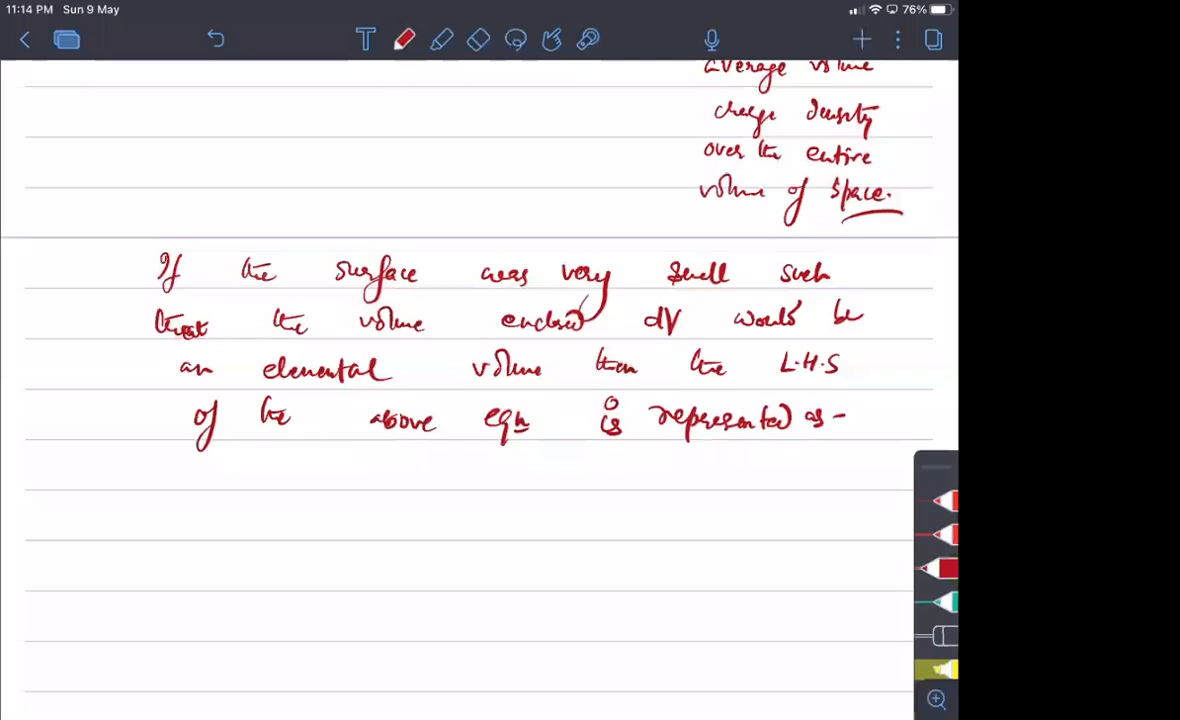 11:14 PM Sun 9 May 76%
average volume
charge density
over the entire
volume of space.
If the surface was very small such
that the volume enclosed dV would be
an elemental volume then the L.H.S
of the above eqn is represented as -